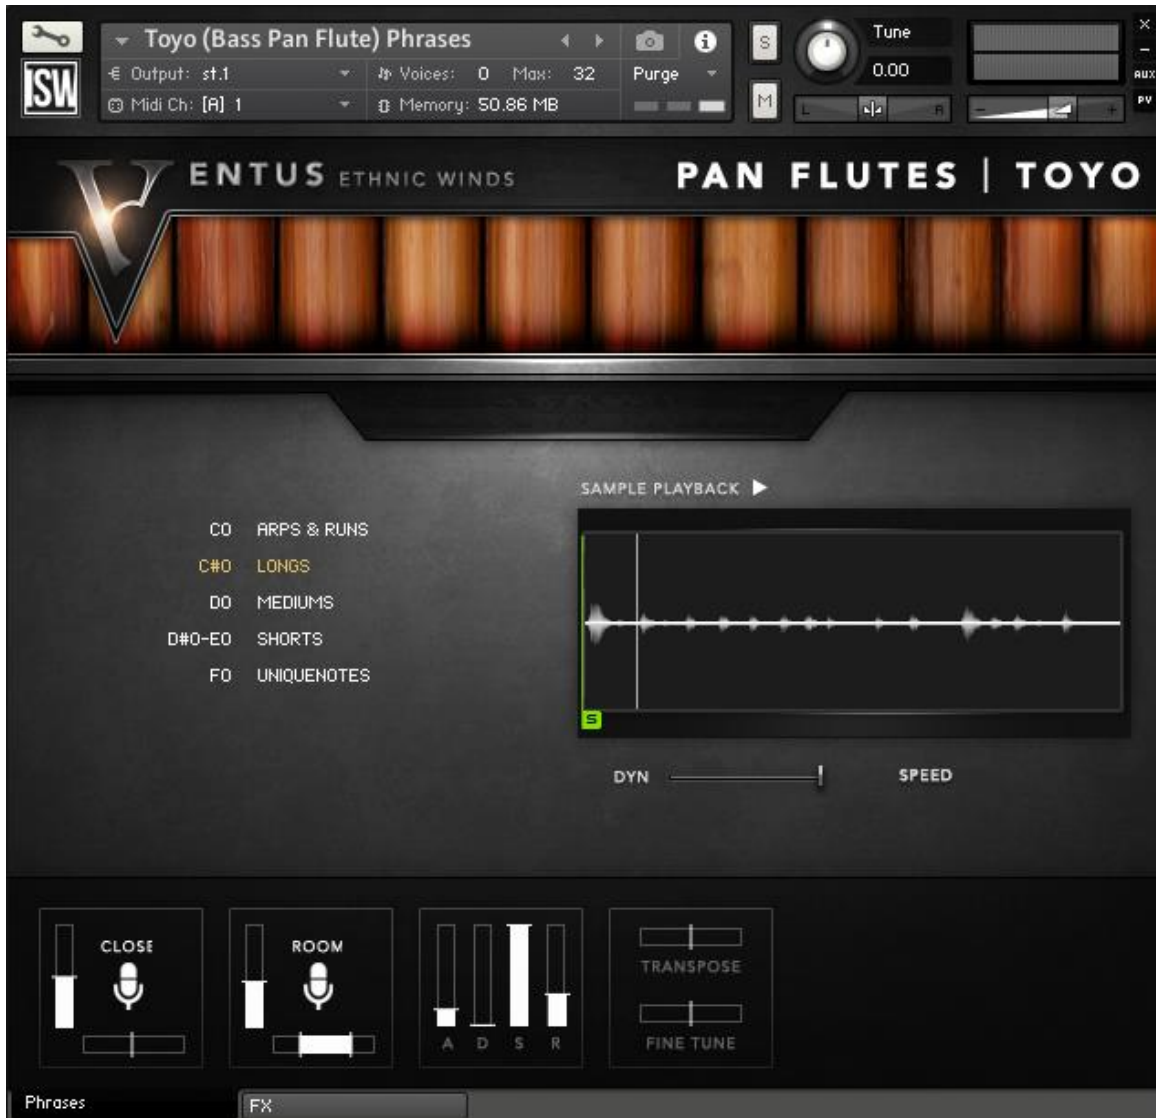 Toyo (Bass Pan Flute) Phrases
Output: st.1 Voices: 0 Max: 32 Purge
Midi Ch: [A] 1 Memory: 50.86 MB
ISW
i
S
M
Tune
0.00
L R
- +
X
-
AUX
PV
VENTUS ETHNIC WINDS
PAN FLUTES | TOYO
SAMPLE PLAYBACK
C0 ARPS & RUNS
C#0 LONGS
D0 MEDIUMS
D#0-E0 SHORTS
F0 UNIQUENOTES
S
DYN SPEED
CLOSE
ROOM
A D S R
TRANSPOSE
FINE TUNE
Phrases FX